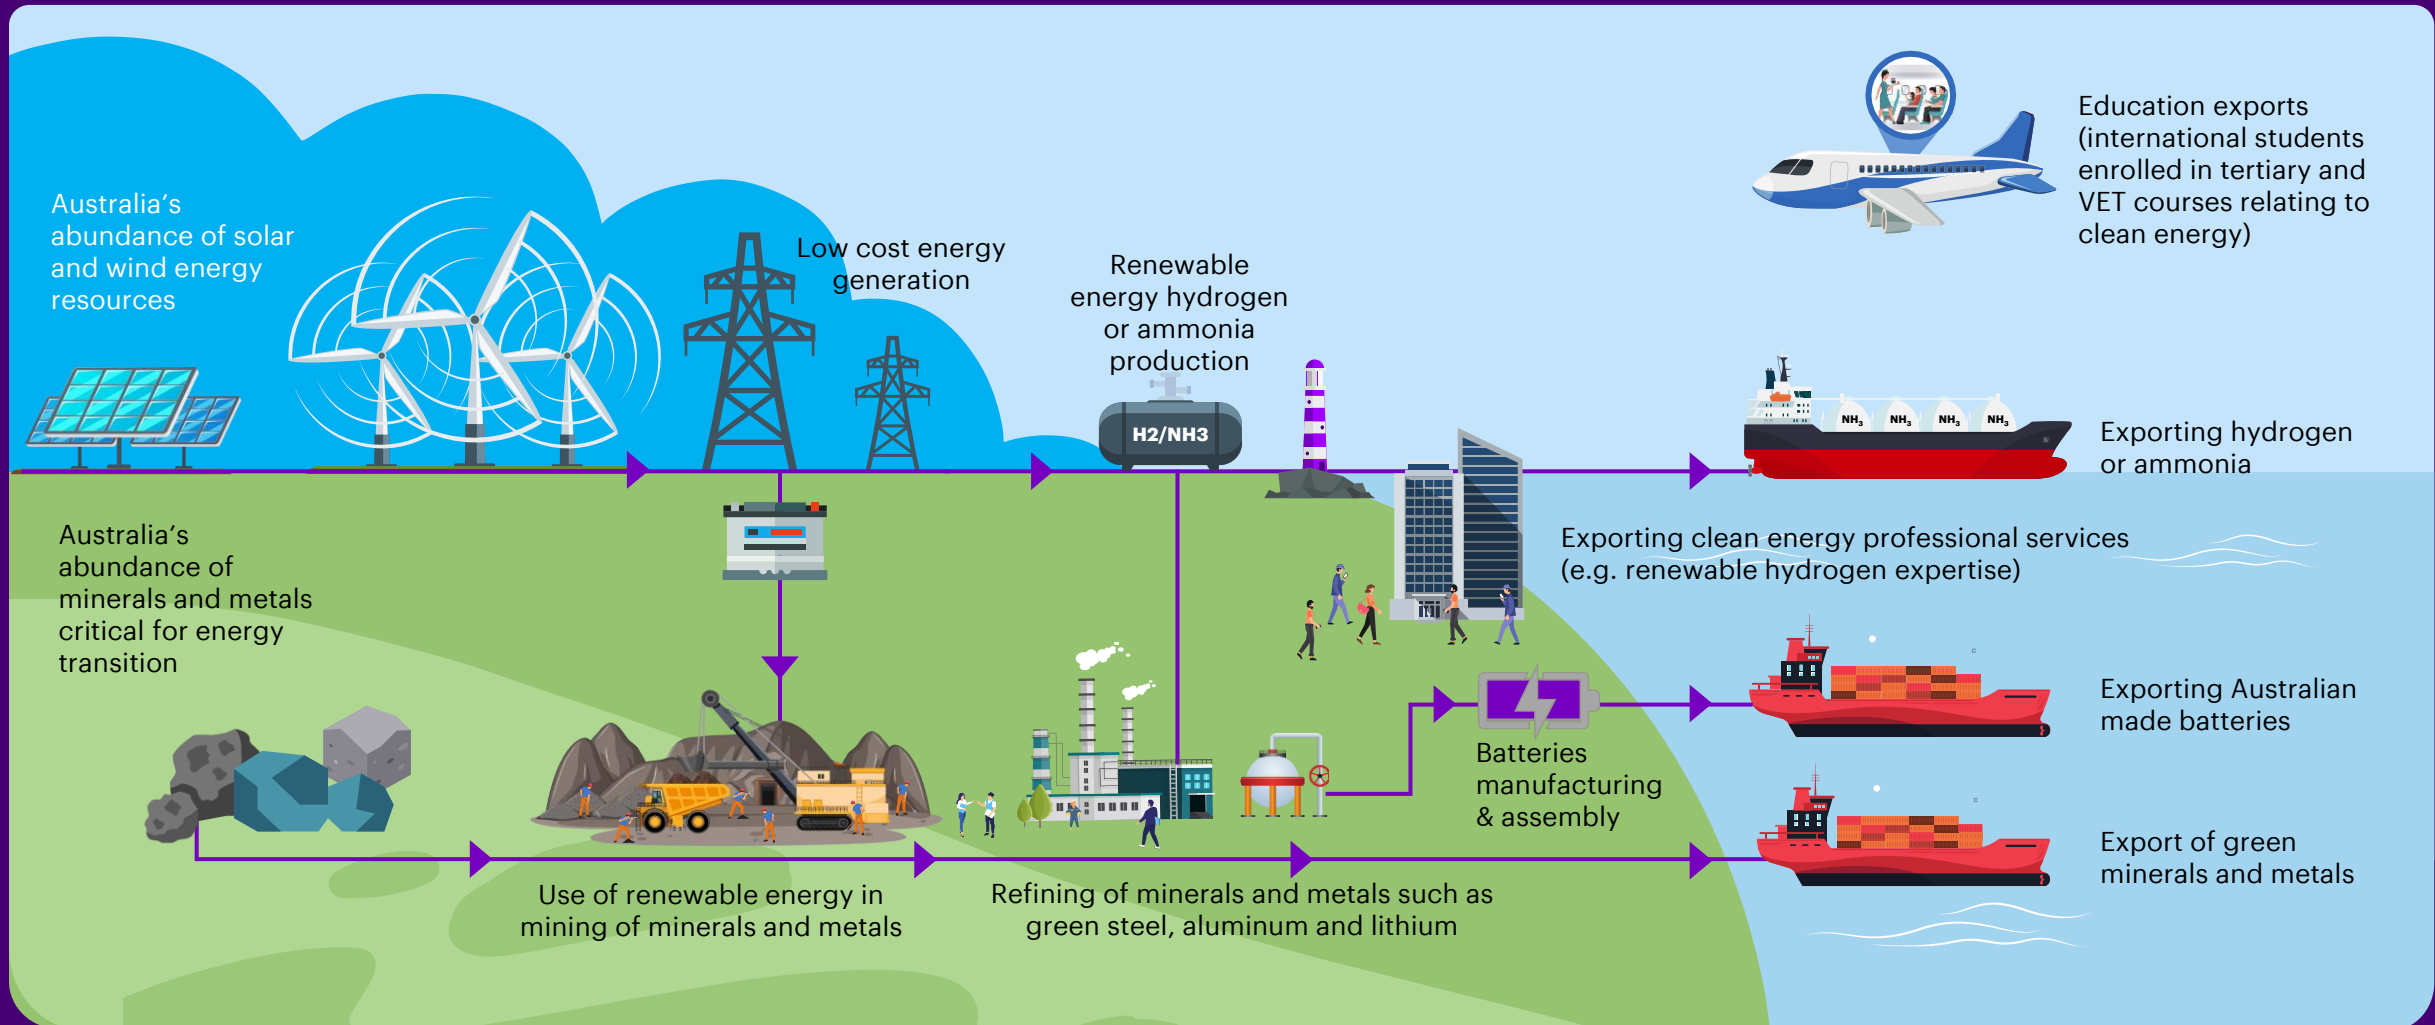 Australia's
abundance of solar
and wind energy
resources
Low cost energy
generation
Renewable
energy hydrogen
or ammonia
production
H2/NH3
Education exports
(international students
enrolled in tertiary and
VET courses relating to
clean energy)
NH3 NH3 NH3 NH3
Exporting hydrogen
or ammonia
Australia's
abundance of
minerals and metals
critical for energy
transition
Exporting clean energy professional services
(e.g. renewable hydrogen expertise)
Batteries
manufacturing
& assembly
Exporting Australian
made batteries
Export of green
minerals and metals
Use of renewable energy in
mining of minerals and metals
Refining of minerals and metals such as
green steel, aluminum and lithium